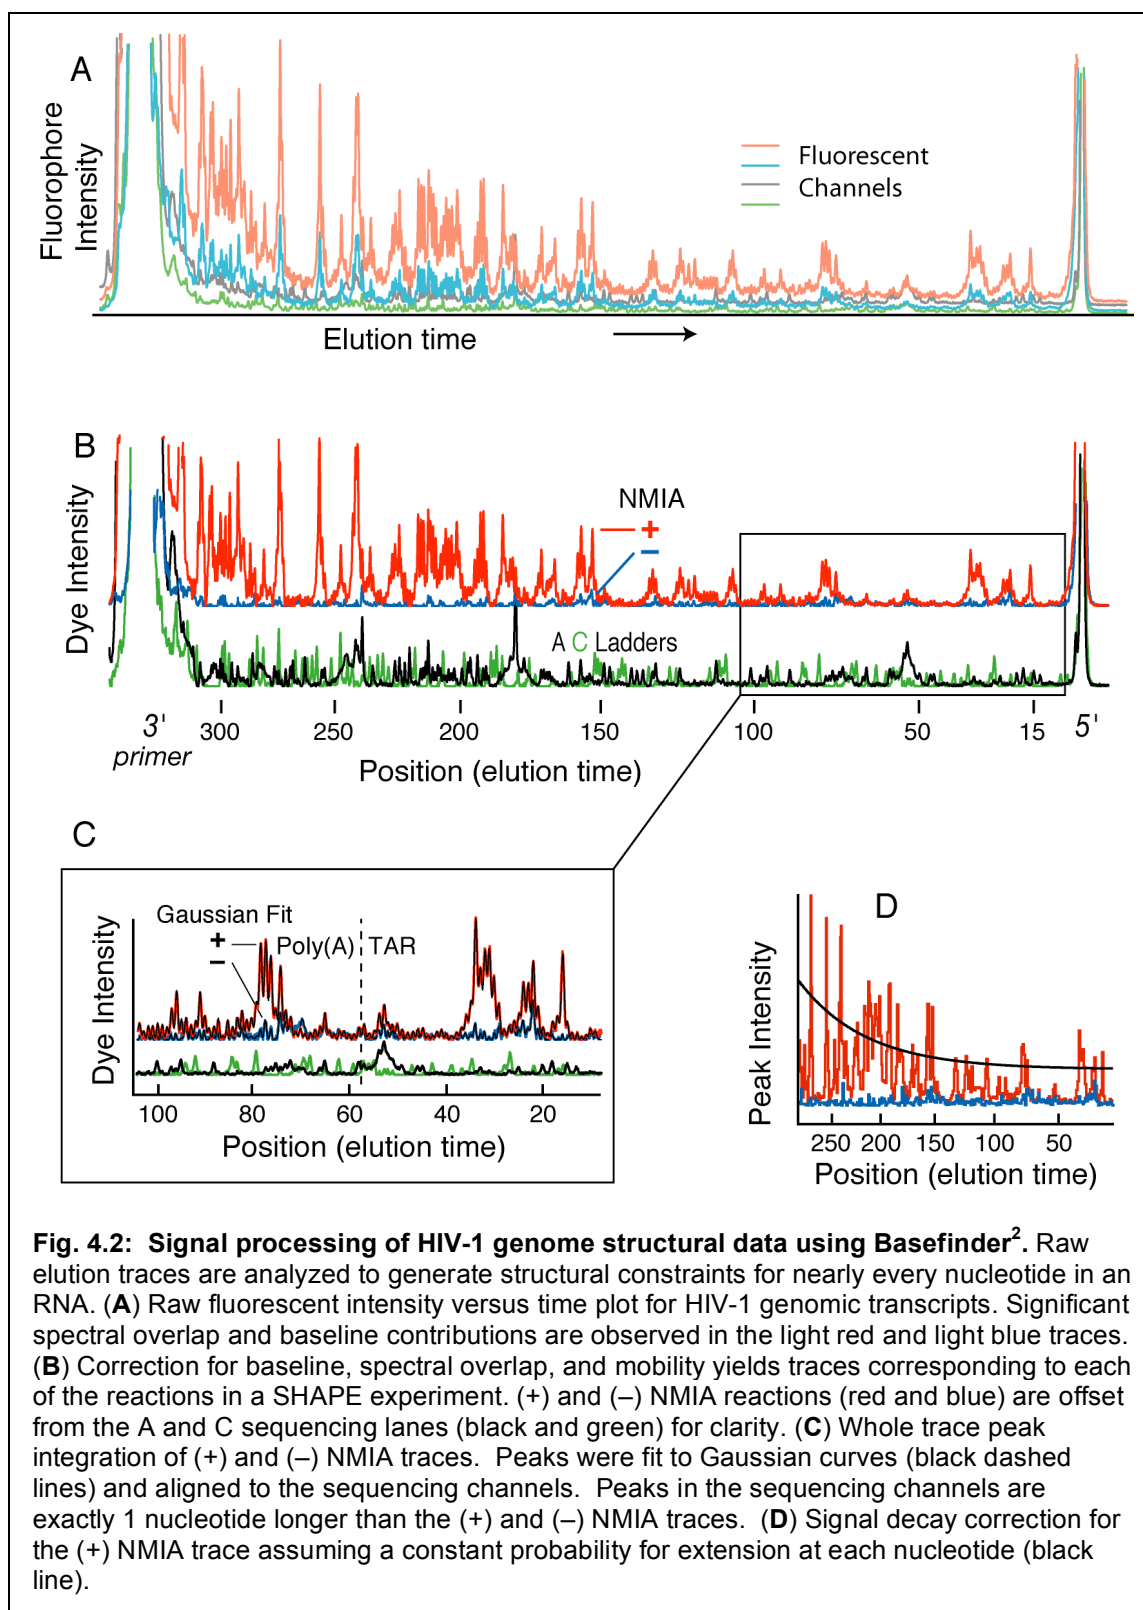 A
Fluorophore
Intensity
Fluorescent
Channels
Elution time
B
Dye Intensity
NMIA
+
–
A C Ladders
3'
primer
300
250
200
150
100
50
15
5'
Position (elution time)
C
Dye Intensity
Gaussian Fit
+
–
Poly(A)
TAR
100
80
60
40
20
Position (elution time)
D
Peak Intensity
250
200
150
100
50
Position (elution time)
Fig. 4.2:  Signal processing of HIV-1 genome structural data using Basefinder². Raw
elution traces are analyzed to generate structural constraints for nearly every nucleotide in an
RNA. (A) Raw fluorescent intensity versus time plot for HIV-1 genomic transcripts. Significant
spectral overlap and baseline contributions are observed in the light red and light blue traces.
(B) Correction for baseline, spectral overlap, and mobility yields traces corresponding to each
of the reactions in a SHAPE experiment. (+) and (–) NMIA reactions (red and blue) are offset
from the A and C sequencing lanes (black and green) for clarity. (C) Whole trace peak
integration of (+) and (–) NMIA traces.  Peaks were fit to Gaussian curves (black dashed
lines) and aligned to the sequencing channels.  Peaks in the sequencing channels are
exactly 1 nucleotide longer than the (+) and (–) NMIA traces.  (D) Signal decay correction for
the (+) NMIA trace assuming a constant probability for extension at each nucleotide (black
line).